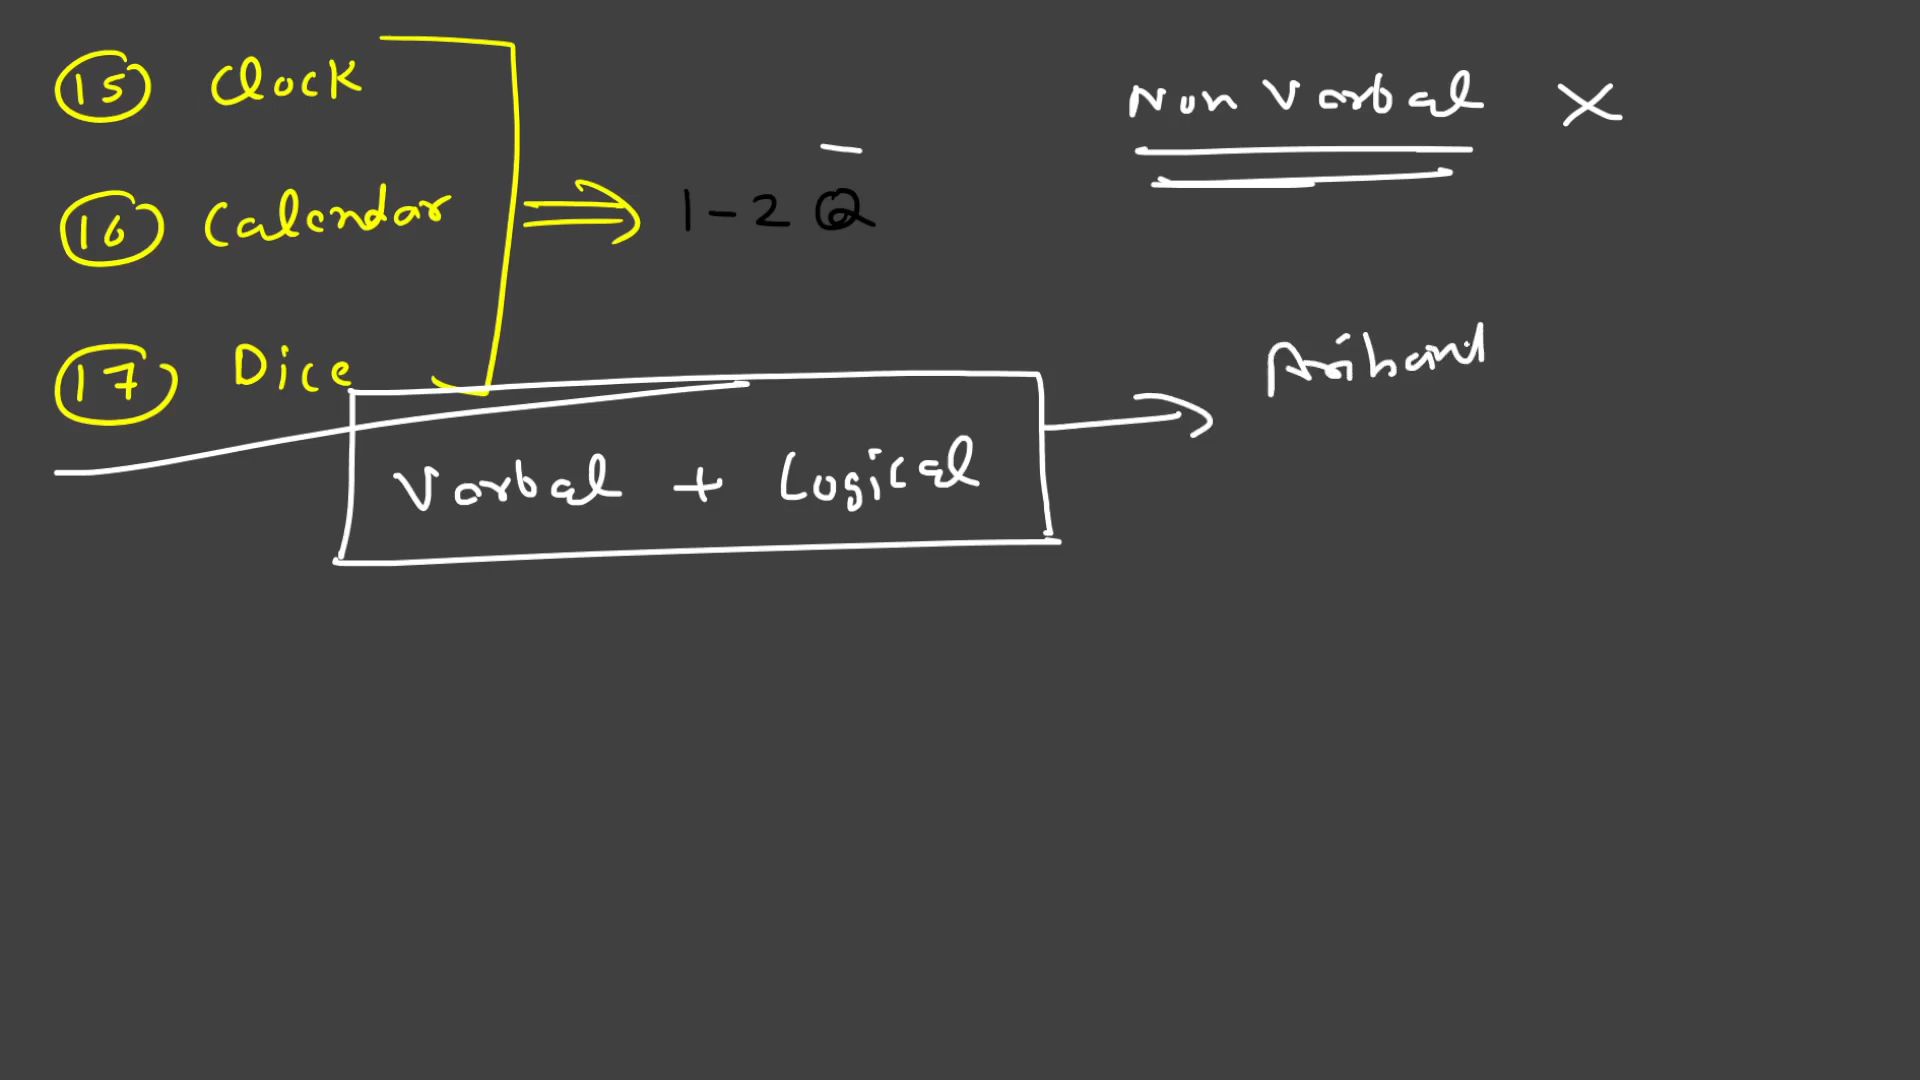 15 Clock
16 Calendar
17 Dice
1-2 Q
Non Verbal X
Verbal + Logical
Arihant